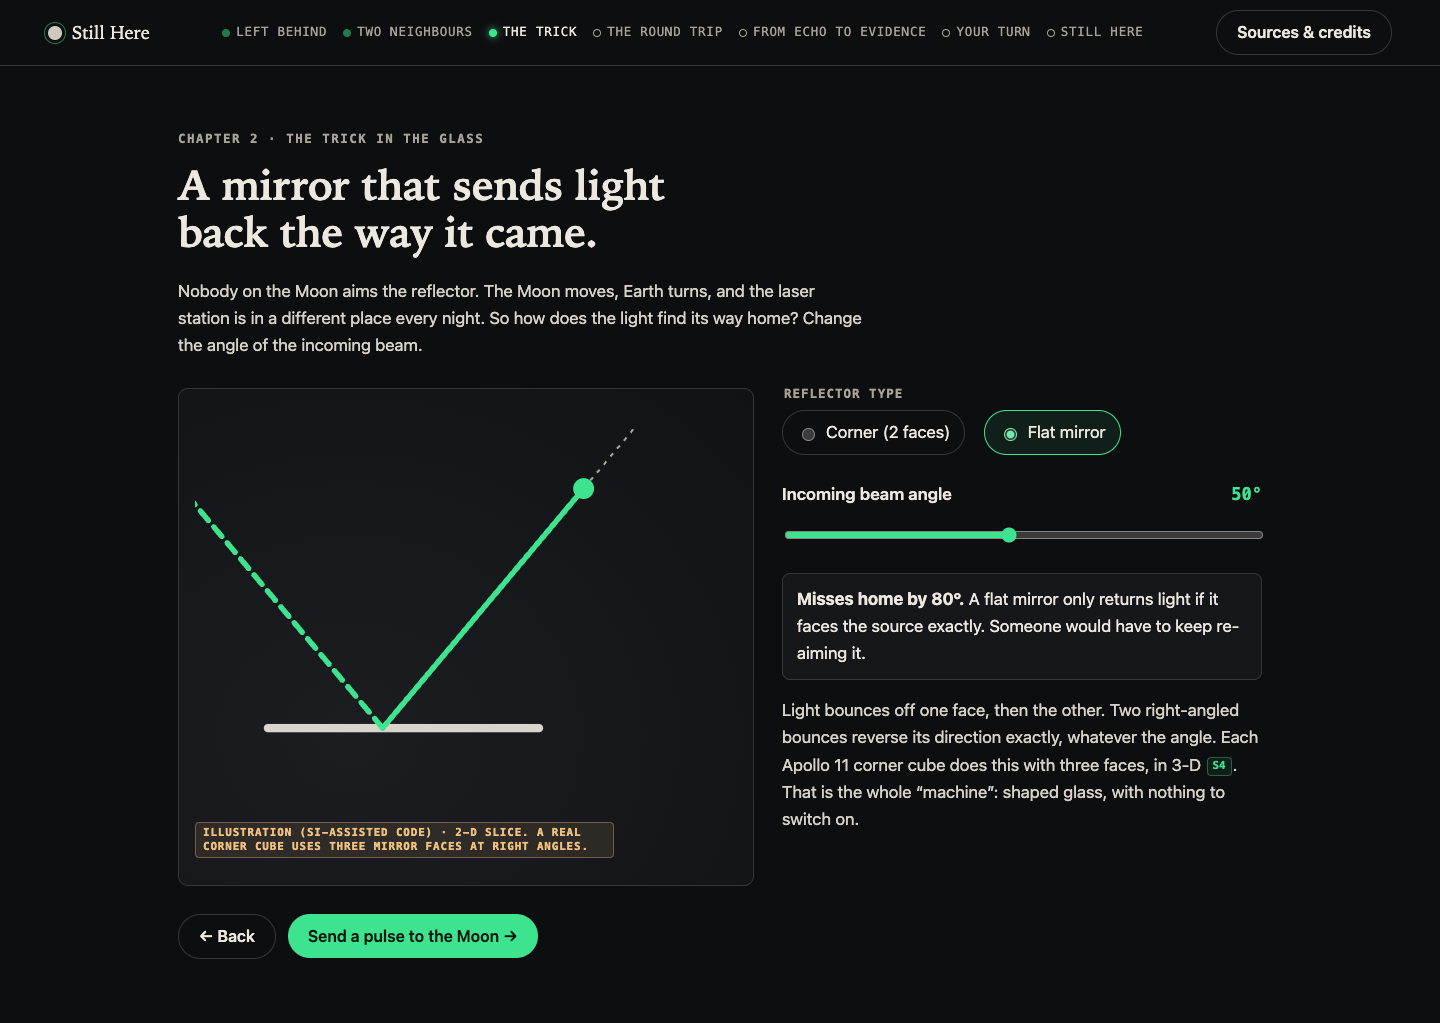 Still Here
LEFT BEHIND
TWO NEIGHBOURS
THE TRICK
THE ROUND TRIP
FROM ECHO TO EVIDENCE
YOUR TURN
STILL HERE
Sources & credits
CHAPTER 2 · THE TRICK IN THE GLASS
A mirror that sends light
back the way it came.
Nobody on the Moon aims the reflector. The Moon moves, Earth turns, and the laser
station is in a different place every night. So how does the light find its way home? Change
the angle of the incoming beam.
ILLUSTRATION (SI-ASSISTED CODE) · 2-D SLICE. A REAL
CORNER CUBE USES THREE MIRROR FACES AT RIGHT ANGLES.
REFLECTOR TYPE
Corner (2 faces)
Flat mirror
Incoming beam angle
50°
Misses home by 80°. A flat mirror only returns light if it
faces the source exactly. Someone would have to keep re-
aiming it.
Light bounces off one face, then the other. Two right-angled
bounces reverse its direction exactly, whatever the angle. Each
Apollo 11 corner cube does this with three faces, in 3-D S4.
That is the whole “machine”: shaped glass, with nothing to
switch on.
← Back
Send a pulse to the Moon →